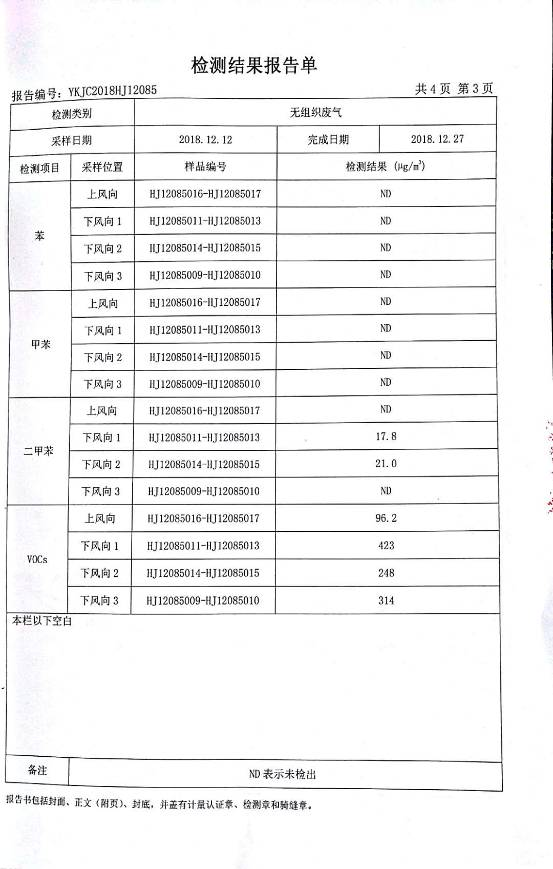 检测结果报告单
报告编号：YKJC2018HJ12085 共 4 页 第 3 页
检测类别 无组织废气
采样日期 2018.12.12 完成日期 2018.12.27
检测项目 采样位置 样品编号 检测结果（μg/m³）
苯 上风向 HJ12085016-HJ12085017 ND
下风向 1 HJ12085011-HJ12085013 ND
下风向 2 HJ12085014-HJ12085015 ND
下风向 3 HJ12085009-HJ12085010 ND
甲苯 上风向 HJ12085016-HJ12085017 ND
下风向 1 HJ12085011-HJ12085013 ND
下风向 2 HJ12085014-HJ12085015 ND
下风向 3 HJ12085009-HJ12085010 ND
二甲苯 上风向 HJ12085016-HJ12085017 ND
下风向 1 HJ12085011-HJ12085013 17.8
下风向 2 HJ12085014-HJ12085015 21.0
下风向 3 HJ12085009-HJ12085010 ND
VOCs 上风向 HJ12085016-HJ12085017 96.2
下风向 1 HJ12085011-HJ12085013 423
下风向 2 HJ12085014-HJ12085015 248
下风向 3 HJ12085009-HJ12085010 314
本栏以下空白
备注 ND 表示未检出
报告书包括封面、正文（附页）、封底，并盖有计量认证章、检测章和骑缝章。